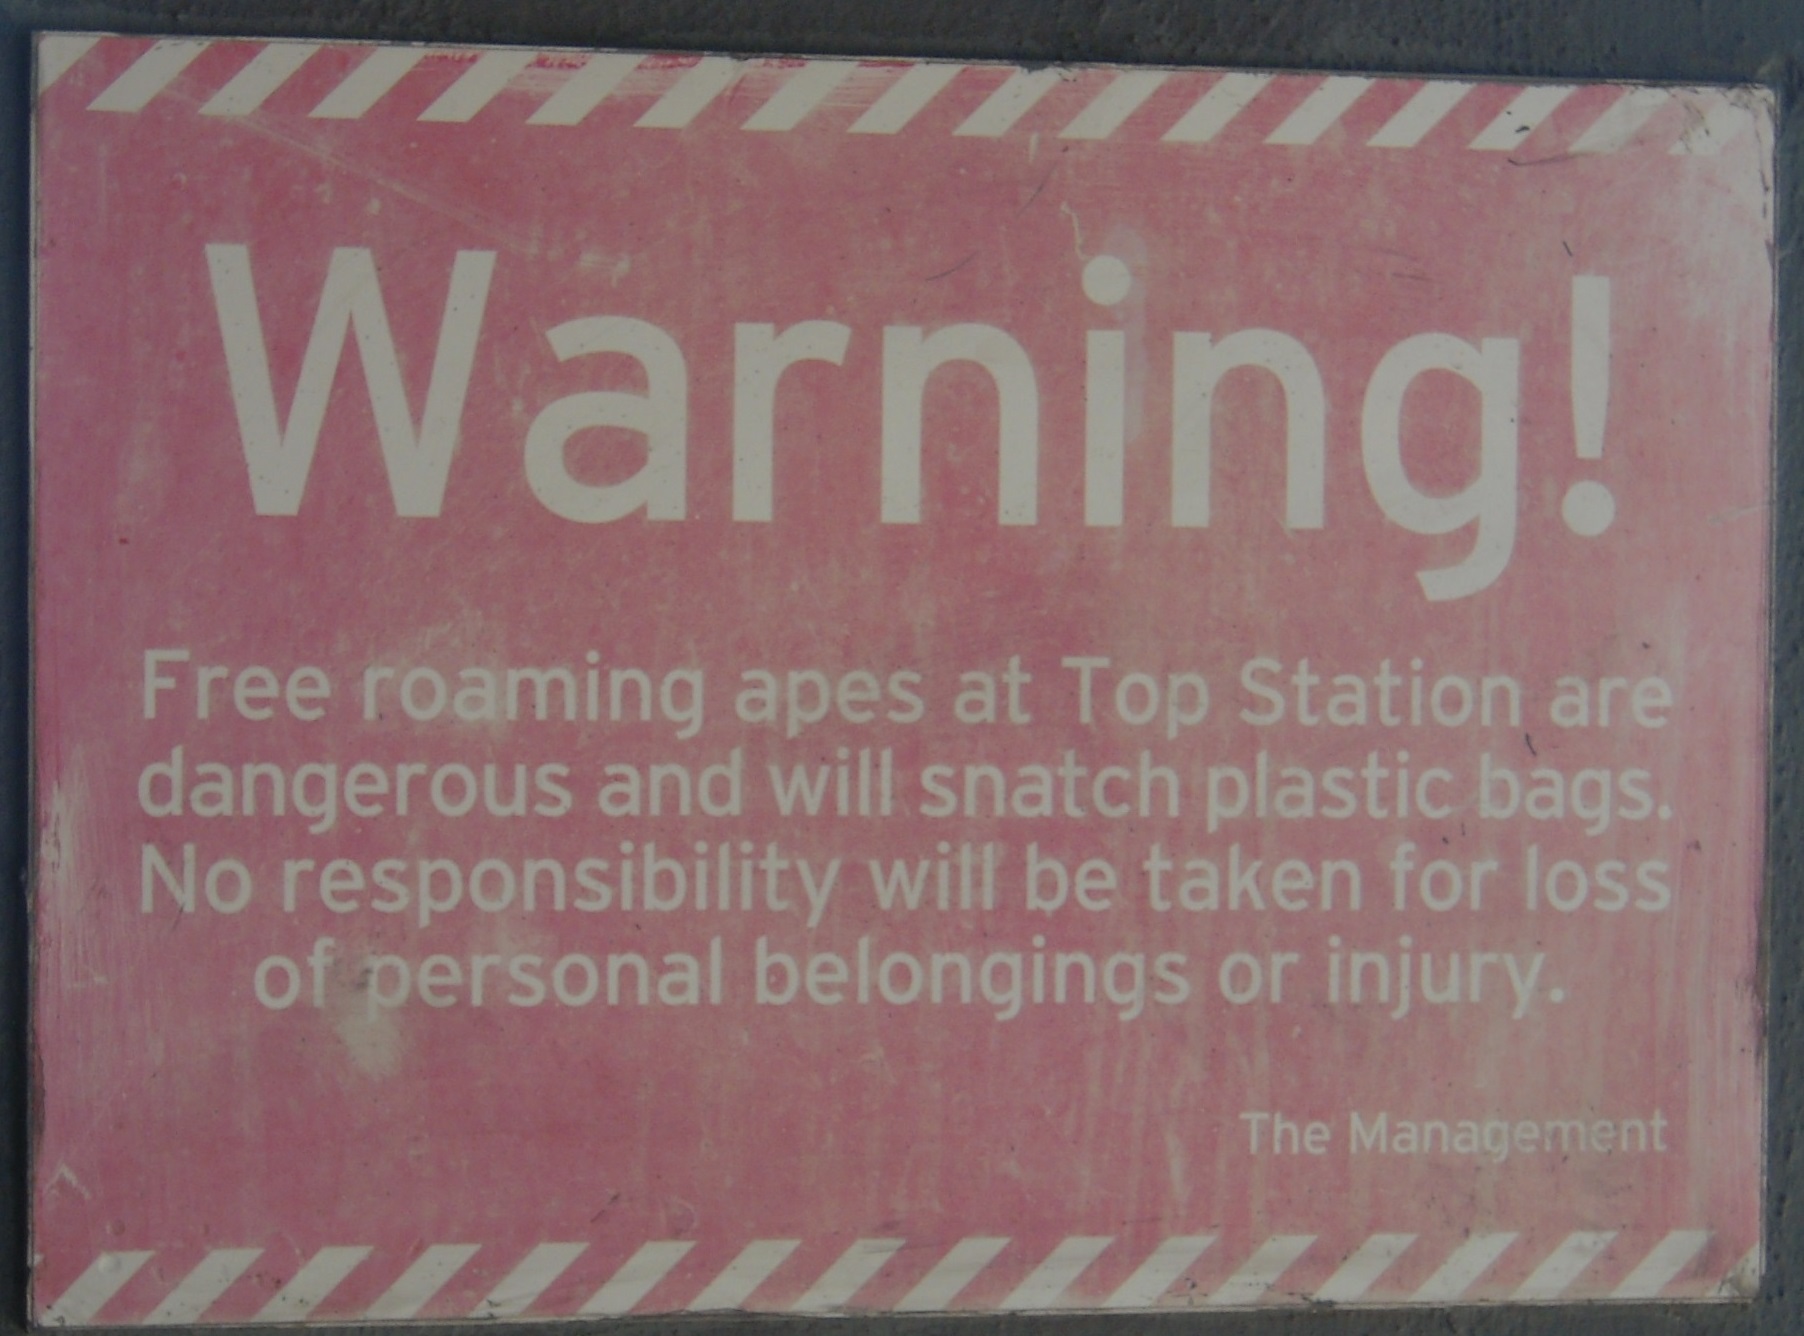 Warning!
Free roaming apes at Top Station are
dangerous and will snatch plastic bags.
No responsibility will be taken for loss
of personal belongings or injury.
The Management